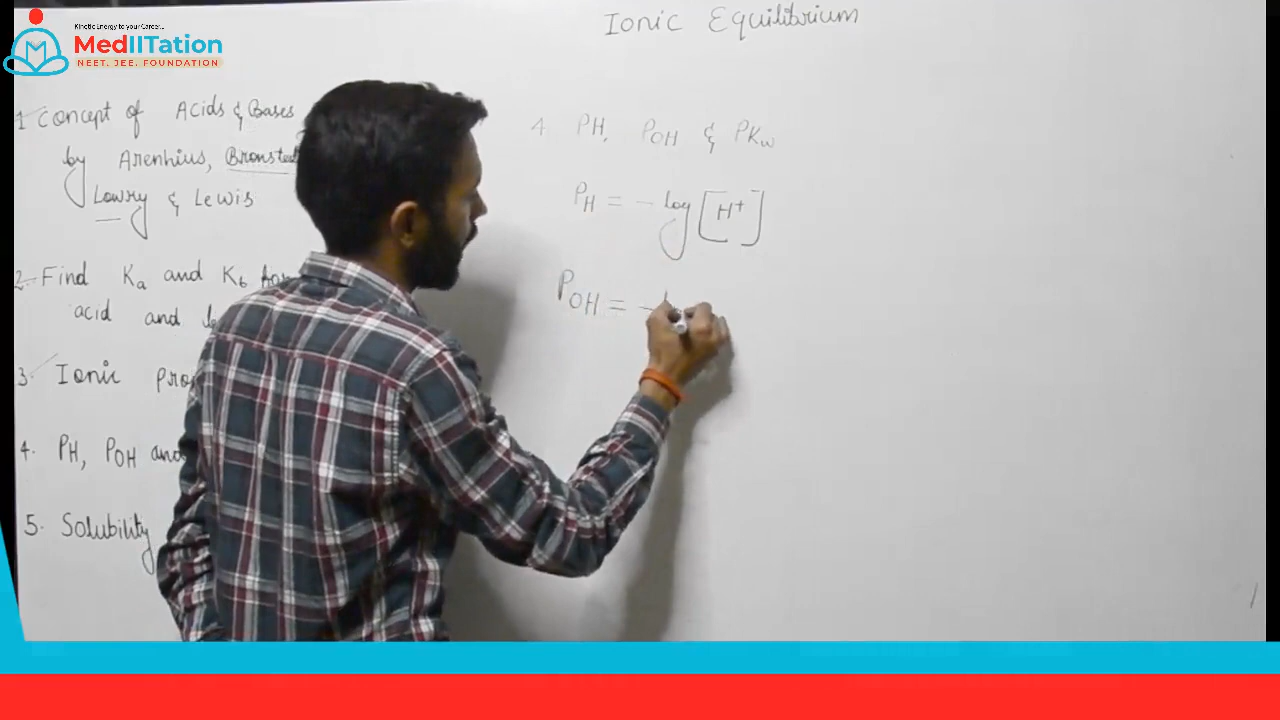 Kinetic Energy to your Career...
MedIITation
NEET. JEE. FOUNDATION
Ionic Equilibrium
1 Concept of Acids & Bases
by Arenhius,
Lowry & Lewis
2. Find Ka and Kb
acid and
3. Ionic
4. PH, POH and
5. Solubility
4. PH, POH & PKw
PH = - log [H+]
POH = -